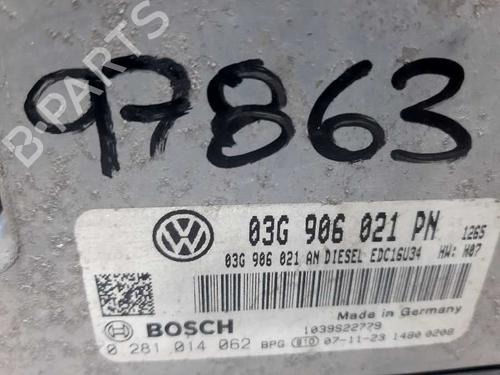 B-PARTS
97863
03G 906 021 PN 1265
03G 906 021 AN DIESEL EDC16U34 HW: H07
Made in Germany
BOSCH 1039S22779
0 281 014 062 BPG 07-11-23 1480 0208